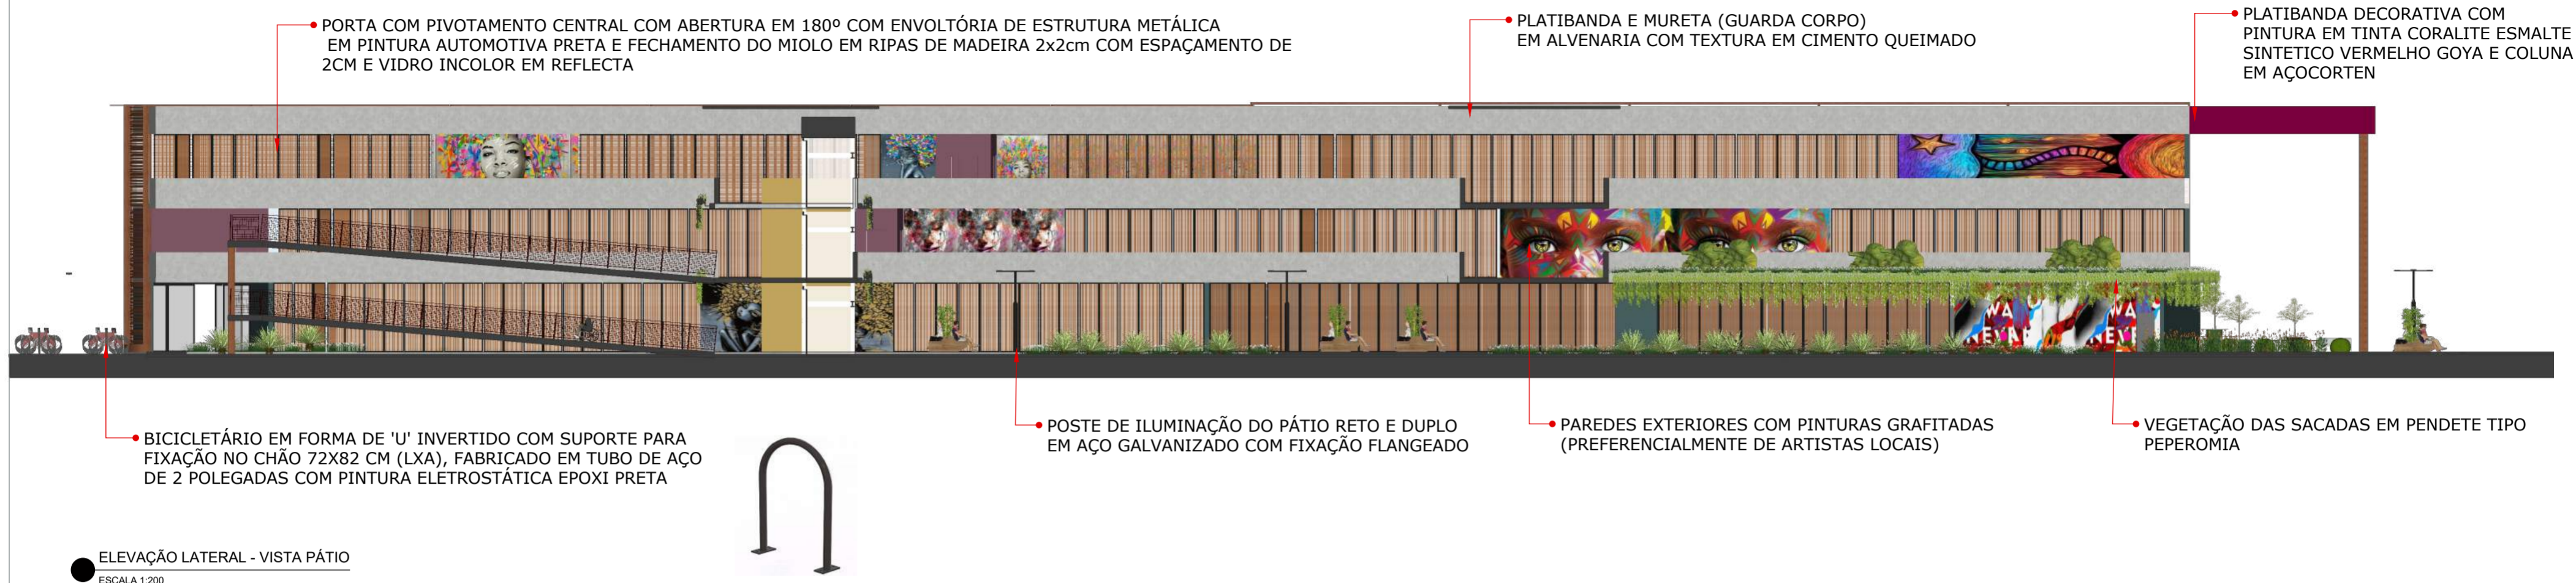 PORTA COM PIVOTAMENTO CENTRAL COM ABERTURA EM 180º COM ENVOLTÓRIA DE ESTRUTURA METÁLICA
EM PINTURA AUTOMOTIVA PRETA E FECHAMENTO DO MIOLO EM RIPAS DE MADEIRA 2x2cm COM ESPAÇAMENTO DE
2CM E VIDRO INCOLOR EM REFLECTA
PLATIBANDA E MURETA (GUARDA CORPO)
EM ALVENARIA COM TEXTURA EM CIMENTO QUEIMADO
PLATIBANDA DECORATIVA COM
PINTURA EM TINTA CORALITE ESMALTE
SINTETICO VERMELHO GOYA E COLUNA
EM AÇOCORTEN
BICICLETÁRIO EM FORMA DE 'U' INVERTIDO COM SUPORTE PARA
FIXAÇÃO NO CHÃO 72X82 CM (LXA), FABRICADO EM TUBO DE AÇO
DE 2 POLEGADAS COM PINTURA ELETROSTÁTICA EPOXI PRETA
POSTE DE ILUMINAÇÃO DO PÁTIO RETO E DUPLO
EM AÇO GALVANIZADO COM FIXAÇÃO FLANGEADO
PAREDES EXTERIORES COM PINTURAS GRAFITADAS
(PREFERENCIALMENTE DE ARTISTAS LOCAIS)
VEGETAÇÃO DAS SACADAS EM PENDETE TIPO
PEPEROMIA
ELEVAÇÃO LATERAL - VISTA PÁTIO
ESCALA 1:200